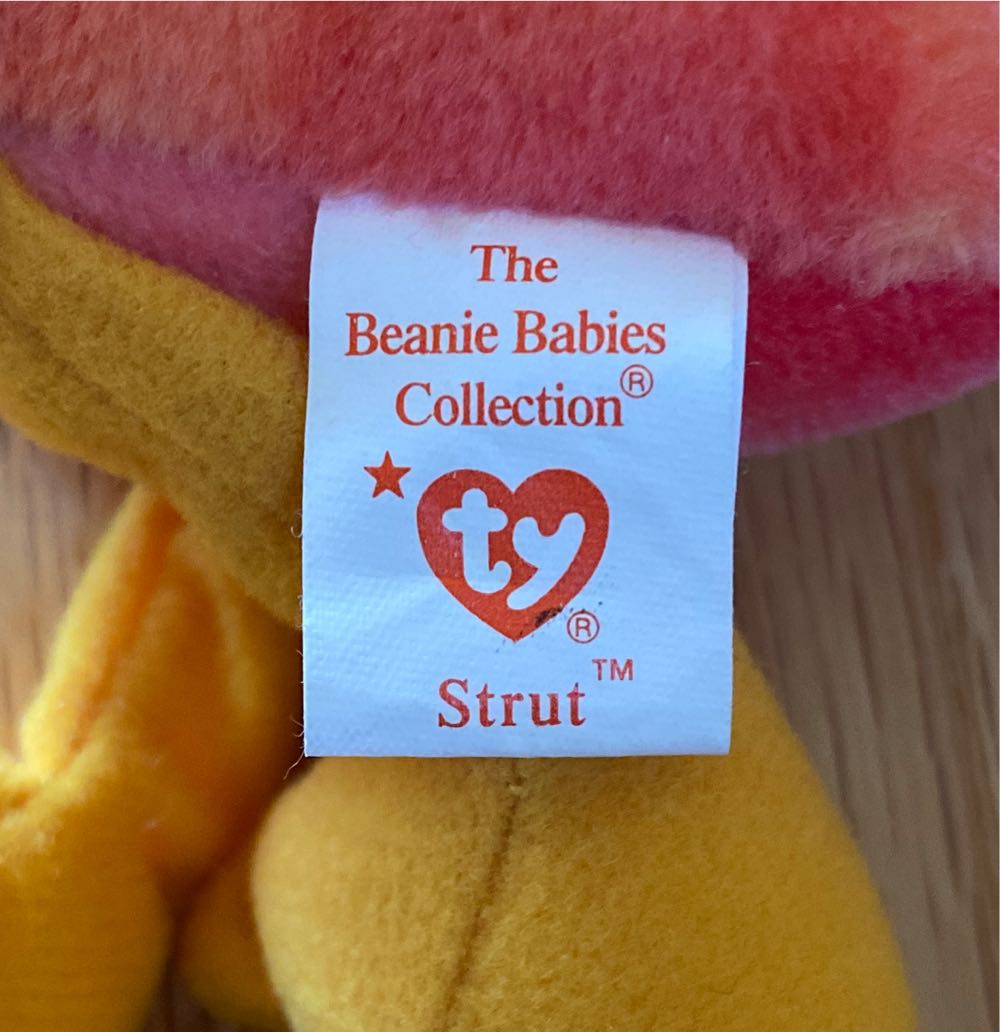 The
Beanie Babies
Collection®
ty®
Strut™